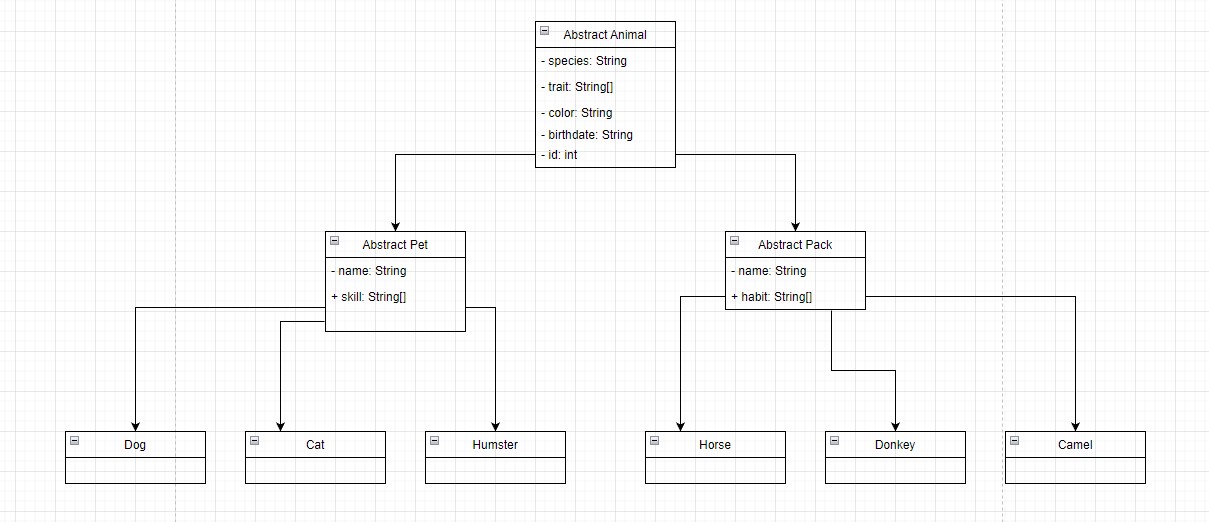 Abstract Animal
- species: String
- trait: String[]
- color: String
- birthdate: String
- id: int
Abstract Pet
- name: String
+ skill: String[]
Abstract Pack
- name: String
+ habit: String[]
Dog
Cat
Humster
Horse
Donkey
Camel